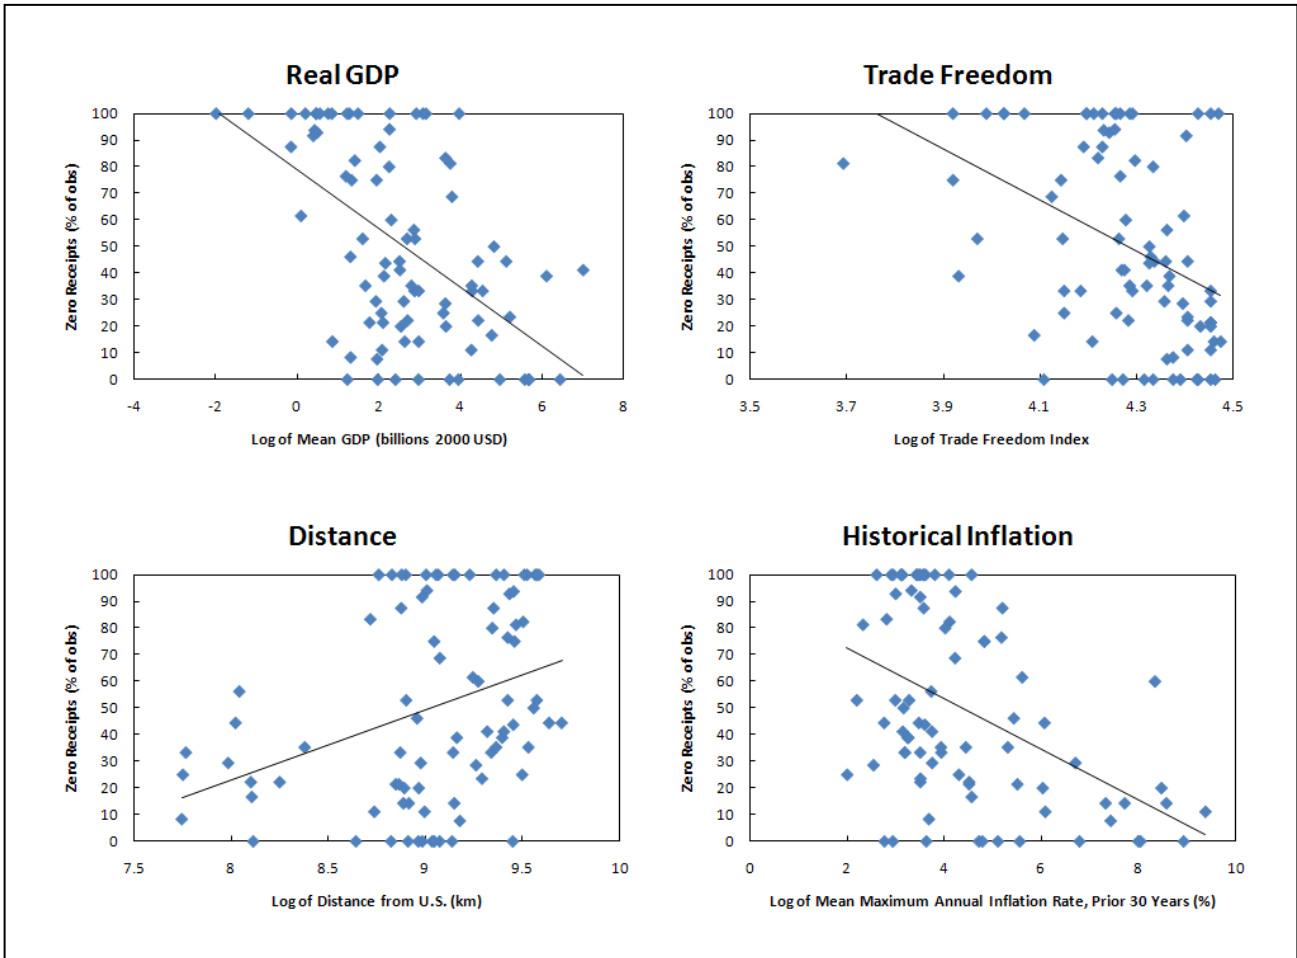 Real GDP
Zero Receipts (% of obs)
100
90
80
70
60
50
40
30
20
10
0
-4 -2 0 2 4 6 8
Log of Mean GDP (billions 2000 USD)
Trade Freedom
Zero Receipts (% of obs)
100
90
80
70
60
50
40
30
20
10
0
3.5 3.7 3.9 4.1 4.3 4.5
Log of Trade Freedom Index
Distance
Zero Receipts (% of obs)
100
90
80
70
60
50
40
30
20
10
0
7.5 8 8.5 9 9.5 10
Log of Distance from U.S. (km)
Historical Inflation
Zero Receipts (% of obs)
100
90
80
70
60
50
40
30
20
10
0
0 2 4 6 8 10
Log of Mean Maximum Annual Inflation Rate, Prior 30 Years (%)